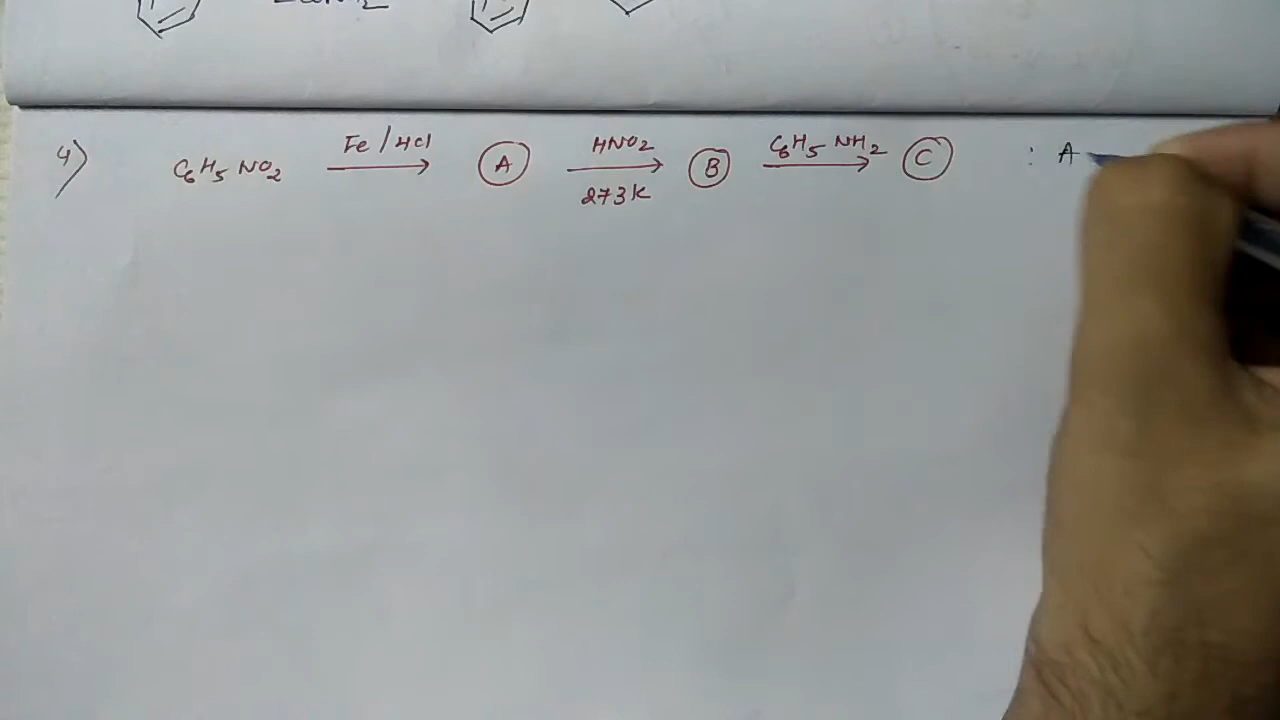 4) C6H5NO2 Fe/HCl → A HNO2 → 273K B C6H5NH2 → C : A